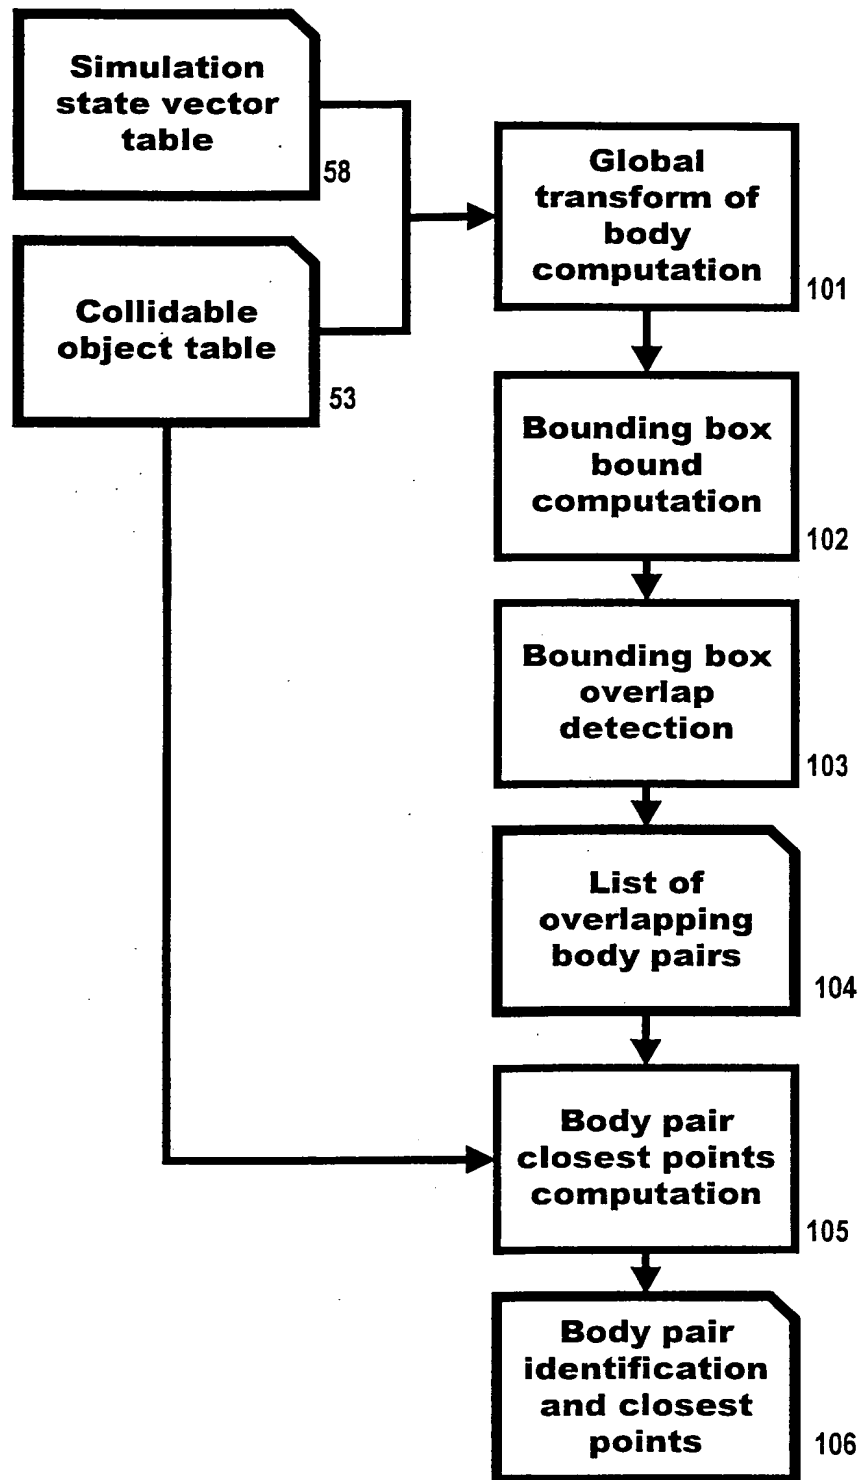 Simulation
state vector
table
58
Collidable
object table
53
Global
transform of
body
computation
101
Bounding box
bound
computation
102
Bounding box
overlap
detection
103
List of
overlapping
body pairs
104
Body pair
closest points
computation
105
Body pair
identification
and closest
points
106